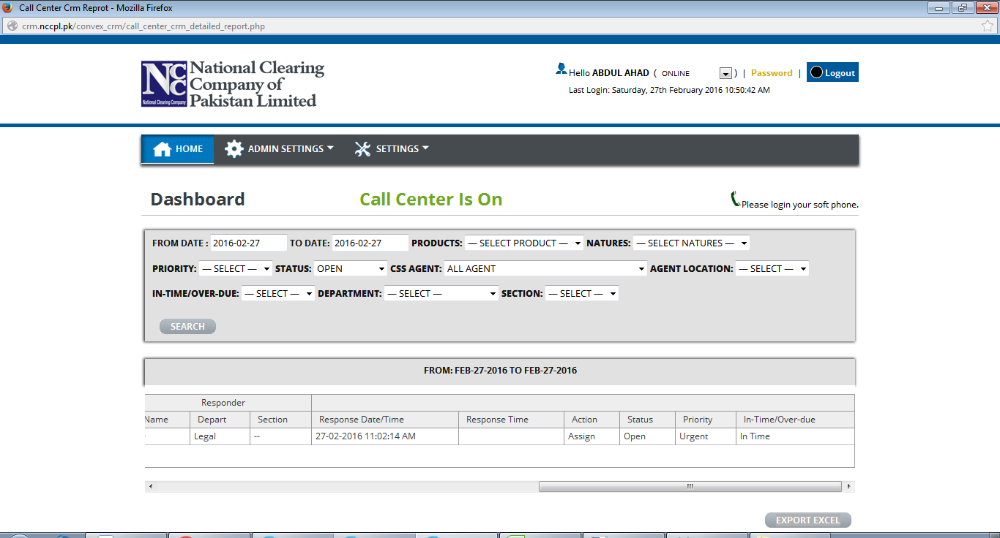 Call Center Crm Reprot - Mozilla Firefox
crm.nccpl.pk/convex_crm/call_center_crm_detailed_report.php
NCC National Clearing Company of Pakistan Limited
National Clearing Company
Hello ABDUL AHAD ( ONLINE ) | Password | Logout
Last Login: Saturday, 27th February 2016 10:50:42 AM
HOME ADMIN SETTINGS SETTINGS
Dashboard Call Center Is On Please login your soft phone.
FROM DATE : 2016-02-27 TO DATE: 2016-02-27 PRODUCTS: — SELECT PRODUCT — NATURES: — SELECT NATURES —
PRIORITY: — SELECT — STATUS: OPEN CSS AGENT: ALL AGENT AGENT LOCATION: — SELECT —
IN-TIME/OVER-DUE: — SELECT — DEPARTMENT: — SELECT — SECTION: — SELECT —
SEARCH
FROM: FEB-27-2016 TO FEB-27-2016
Responder
Name Depart Section Response Date/Time Response Time Action Status Priority In-Time/Over-due
- Legal -- 27-02-2016 11:02:14 AM Assign Open Urgent In Time
EXPORT EXCEL